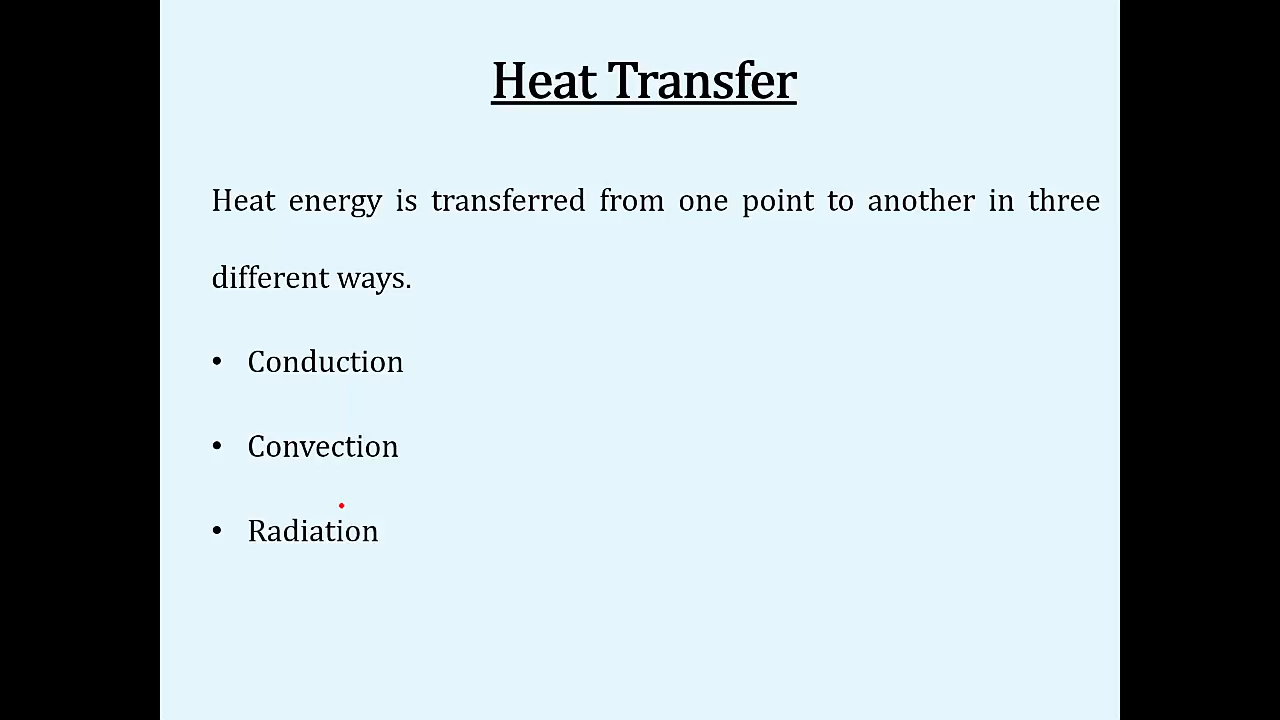 Heat Transfer
Heat energy is transferred from one point to another in three
different ways.
• Conduction
• Convection
• Radiation